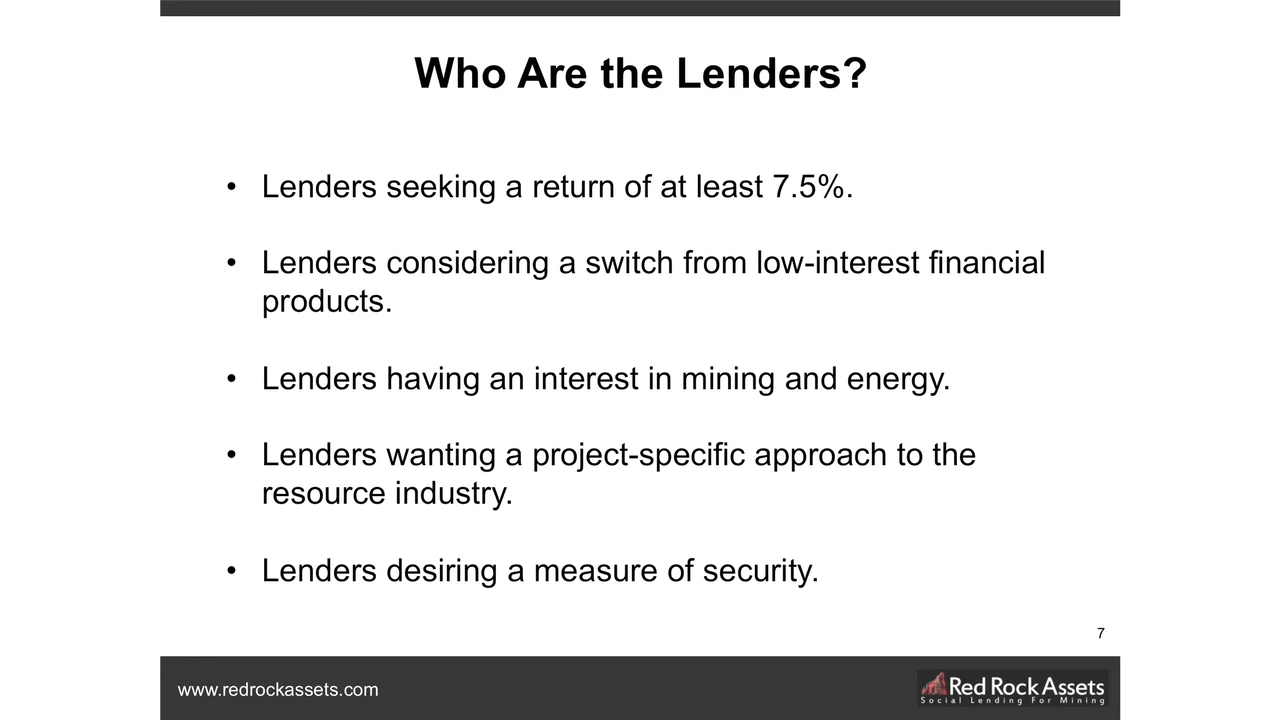 Who Are the Lenders?
• Lenders seeking a return of at least 7.5%.
• Lenders considering a switch from low-interest financial
products.
• Lenders having an interest in mining and energy.
• Lenders wanting a project-specific approach to the
resource industry.
• Lenders desiring a measure of security.
7
www.redrockassets.com
Red Rock Assets
Social Lending For Mining